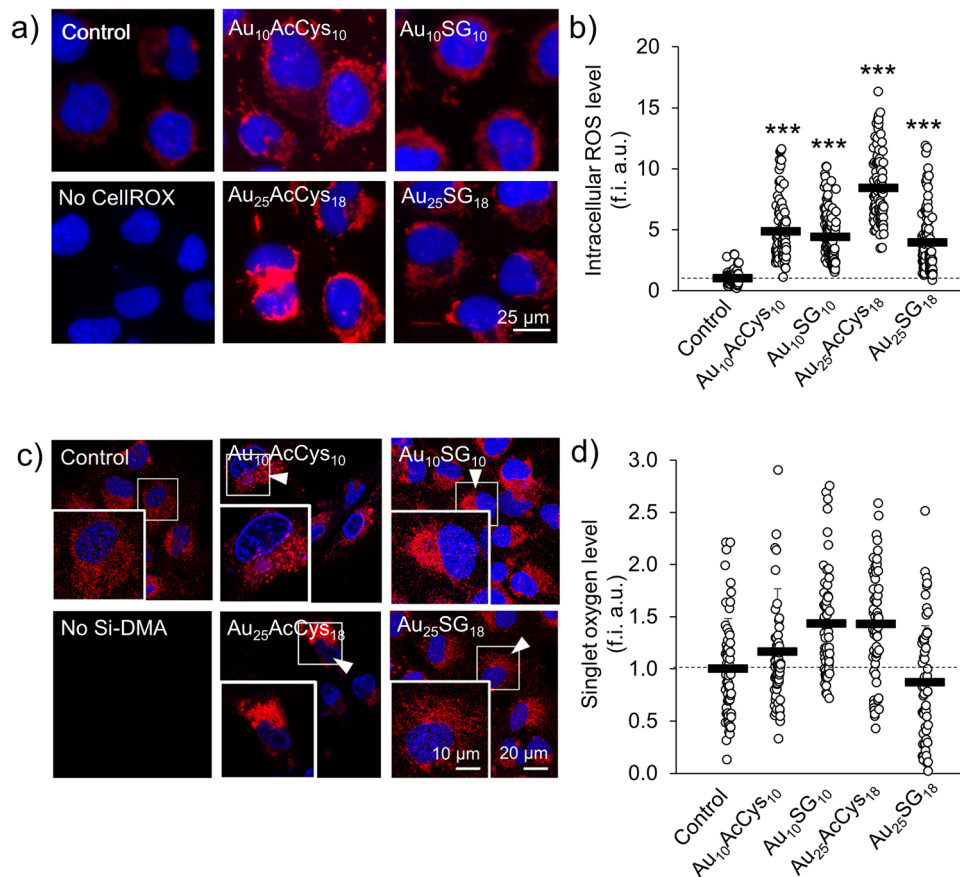 a)
Control
Au₁₀AcCys₁₀
Au₁₀SG₁₀
No CellROX
Au₂₅AcCys₁₈
Au₂₅SG₁₈
25 µm
b)
Intracellular ROS level
(f.i. a.u.)
20
15
10
5
0
***
***
***
***
Control
Au₁₀AcCys₁₀
Au₁₀SG₁₀
Au₂₅AcCys₁₈
Au₂₅SG₁₈
c)
Control
Au₁₀AcCys₁₀
Au₁₀SG₁₀
No Si-DMA
Au₂₅AcCys₁₈
Au₂₅SG₁₈
10 µm
20 µm
d)
Singlet oxygen level
(f.i. a.u.)
3.0
2.5
2.0
1.5
1.0
0.5
0.0
Control
Au₁₀AcCys₁₀
Au₁₀SG₁₀
Au₂₅AcCys₁₈
Au₂₅SG₁₈